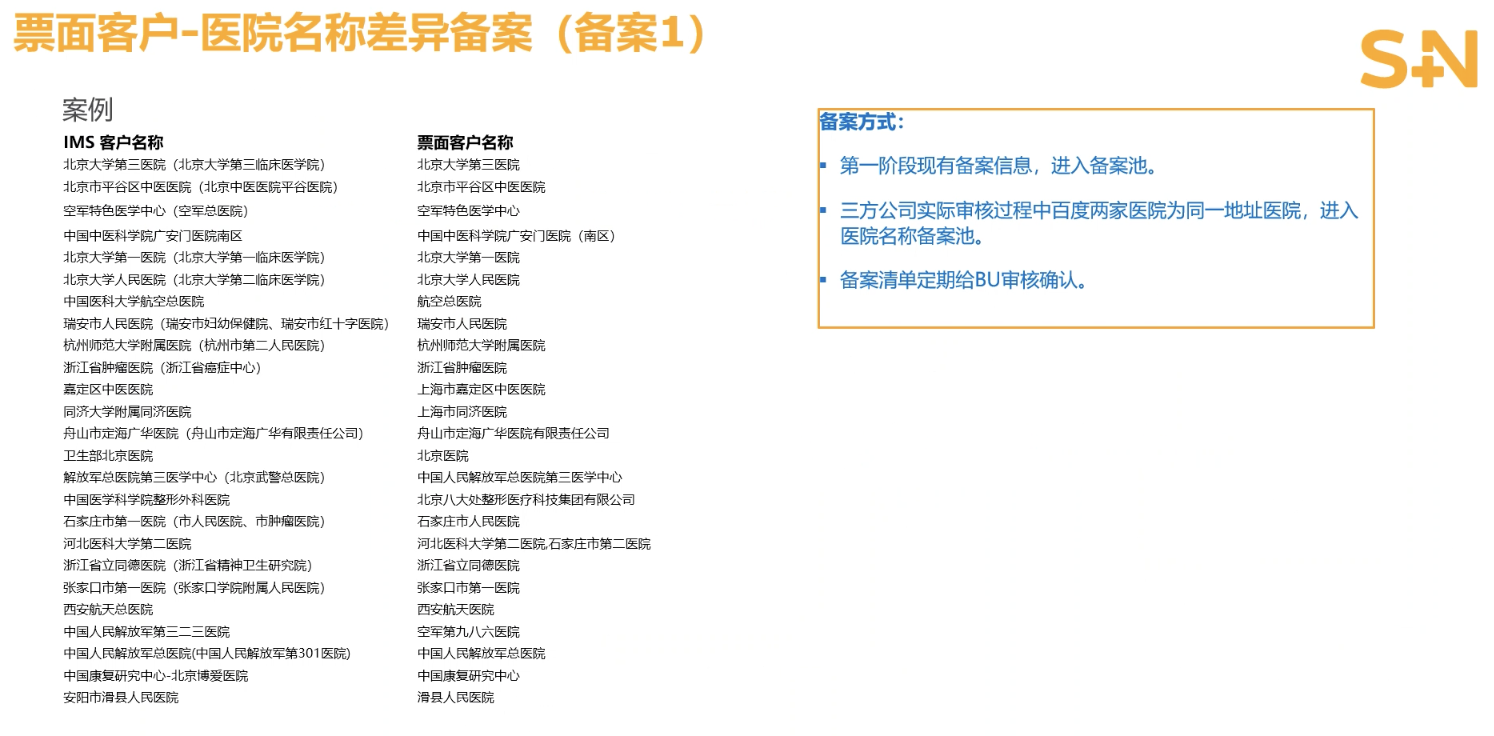 票面客户-医院名称差异备案（备案1）
S+N
案例
IMS 客户名称 票面客户名称
北京大学第三医院（北京大学第三临床医学院） 北京大学第三医院
北京市平谷区中医医院（北京中医医院平谷医院） 北京市平谷区中医医院
空军特色医学中心（空军总医院） 空军特色医学中心
中国中医科学院广安门医院南区 中国中医科学院广安门医院（南区）
北京大学第一医院（北京大学第一临床医学院） 北京大学第一医院
北京大学人民医院（北京大学第二临床医学院） 北京大学人民医院
中国医科大学航空总医院 航空总医院
瑞安市人民医院（瑞安市妇幼保健院、瑞安市红十字医院） 瑞安市人民医院
杭州师范大学附属医院（杭州市第二人民医院） 杭州师范大学附属医院
浙江省肿瘤医院（浙江省癌症中心） 浙江省肿瘤医院
嘉定区中医医院 上海市嘉定区中医医院
同济大学附属同济医院 上海市同济医院
舟山市定海广华医院（舟山市定海广华有限责任公司） 舟山市定海广华医院有限责任公司
卫生部北京医院 北京医院
解放军总医院第三医学中心（北京武警总医院） 中国人民解放军总医院第三医学中心
中国医学科学院整形外科医院 北京八大处整形医疗科技集团有限公司
石家庄市第一医院（市人民医院、市肿瘤医院） 石家庄市人民医院
河北医科大学第二医院 河北医科大学第二医院,石家庄市第二医院
浙江省立同德医院（浙江省精神卫生研究院） 浙江省立同德医院
张家口市第一医院（张家口学院附属人民医院） 张家口市第一医院
西安航天总医院 西安航天医院
中国人民解放军第三二三医院 空军第九八六医院
中国人民解放军总医院(中国人民解放军第301医院) 中国人民解放军总医院
中国康复研究中心-北京博爱医院 中国康复研究中心
安阳市滑县人民医院 滑县人民医院
备案方式：
▪ 第一阶段现有备案信息，进入备案池。
▪ 三方公司实际审核过程中百度两家医院为同一地址医院，进入
医院名称备案池。
▪ 备案清单定期给BU审核确认。